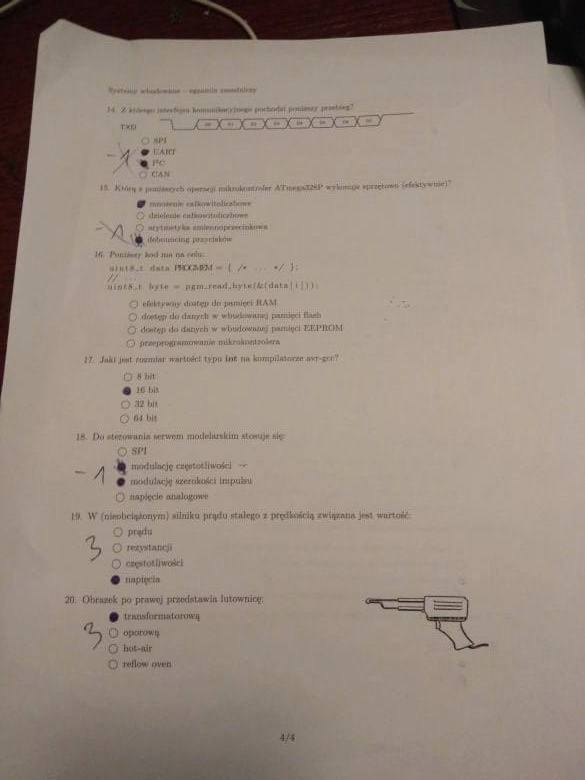 Systemy wbudowane – egzamin zasadniczy
14. Z którego interfejsu komunikacyjnego pochodzi poniższy przebieg?
TXD
SPI
UART
-1
I²C
CAN
15. Którą z poniższych operacji mikrokontroler ATmega328P wykonuje sprzętowo (efektywnie)?
mnożenie całkowitoliczbowe
dzielenie całkowitoliczbowe
-1
arytmetyka zmiennoprzecinkowa
debouncing przycisków
16. Poniższy kod ma na celu:
uint8_t data PROGMEM = { /* ... */ };
// ...
uint8_t byte = pgm_read_byte(&(data[i]));
efektywny dostęp do pamięci RAM
dostęp do danych w wbudowanej pamięci flash
dostęp do danych w wbudowanej pamięci EEPROM
przeprogramowanie mikrokontrolera
17. Jaki jest rozmiar wartości typu int na kompilatorze avr-gcc?
8 bit
16 bit
32 bit
64 bit
18. Do sterowania serwem modelarskim stosuje się:
SPI
-1
modulację częstotliwości
modulację szerokości impulsu
napięcie analogowe
19. W (nieobciążonym) silniku prądu stałego z prędkością związana jest wartość:
prądu
3
rezystancji
częstotliwości
napięcia
20. Obrazek po prawej przedstawia lutownicę:
transformatorową
3
oporową
hot-air
reflow oven
4/4